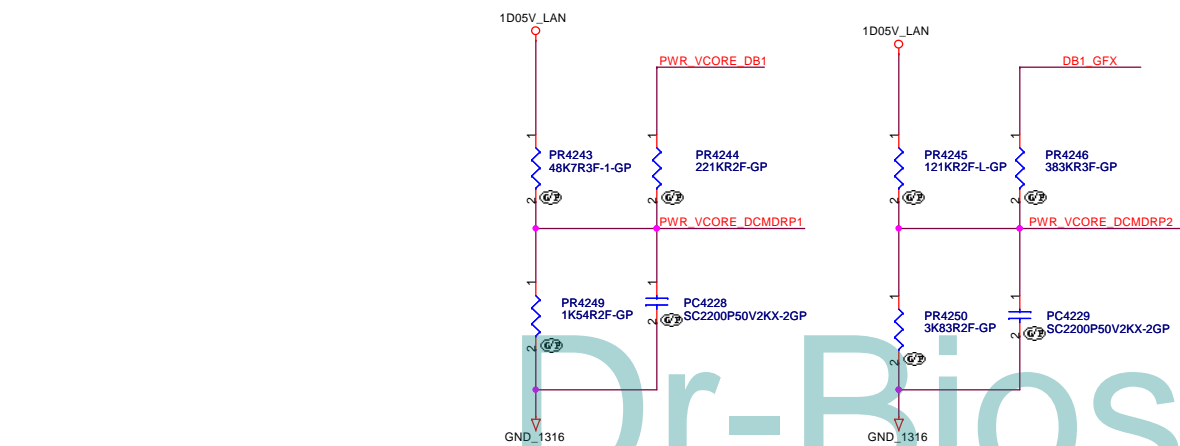 1D05V_LAN
1D05V_LAN
PWR_VCORE_DB1
DB1_GFX
1
1
1
1
PR4243
48K7R3F-1-GP
PR4244
221KR2F-GP
PR4245
121KR2F-L-GP
PR4246
383KR3F-GP
2
G/P
2
G/P
2
G/P
2
G/P
PWR_VCORE_DCMDRP1
PWR_VCORE_DCMDRP2
1
1
1
1
PR4249
1K54R2F-GP
PC4228
SC2200P50V2KX-2GP
PR4250
3K83R2F-GP
PC4229
SC2200P50V2KX-2GP
2
G/P
2
G/P
2
G/P
2
G/P
Dr-Bios
GND_1316
GND_1316